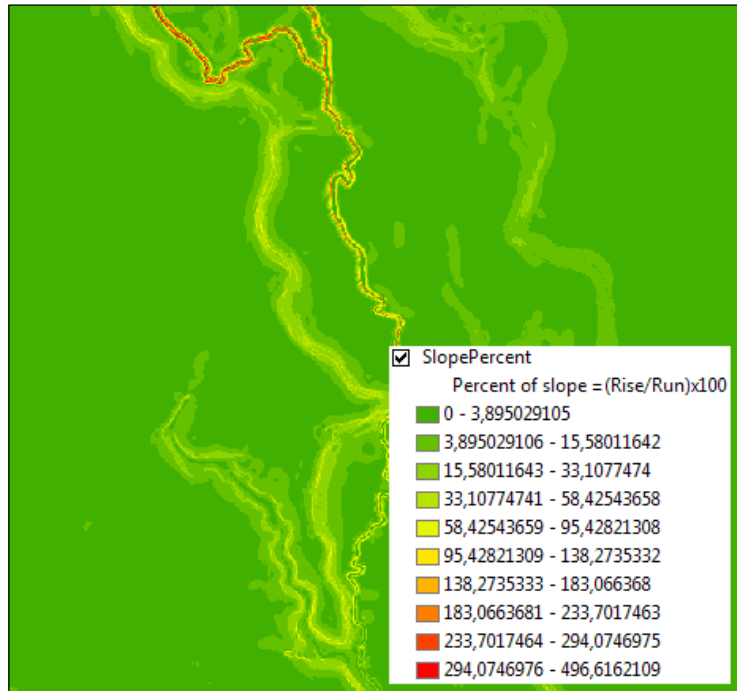 SlopePercent
Percent of slope =(Rise/Run)x100
0 - 3,895029105
3,895029106 - 15,58011642
15,58011643 - 33,1077474
33,10774741 - 58,42543658
58,42543659 - 95,42821308
95,42821309 - 138,2735332
138,2735333 - 183,066368
183,0663681 - 233,7017463
233,7017464 - 294,0746975
294,0746976 - 496,6162109